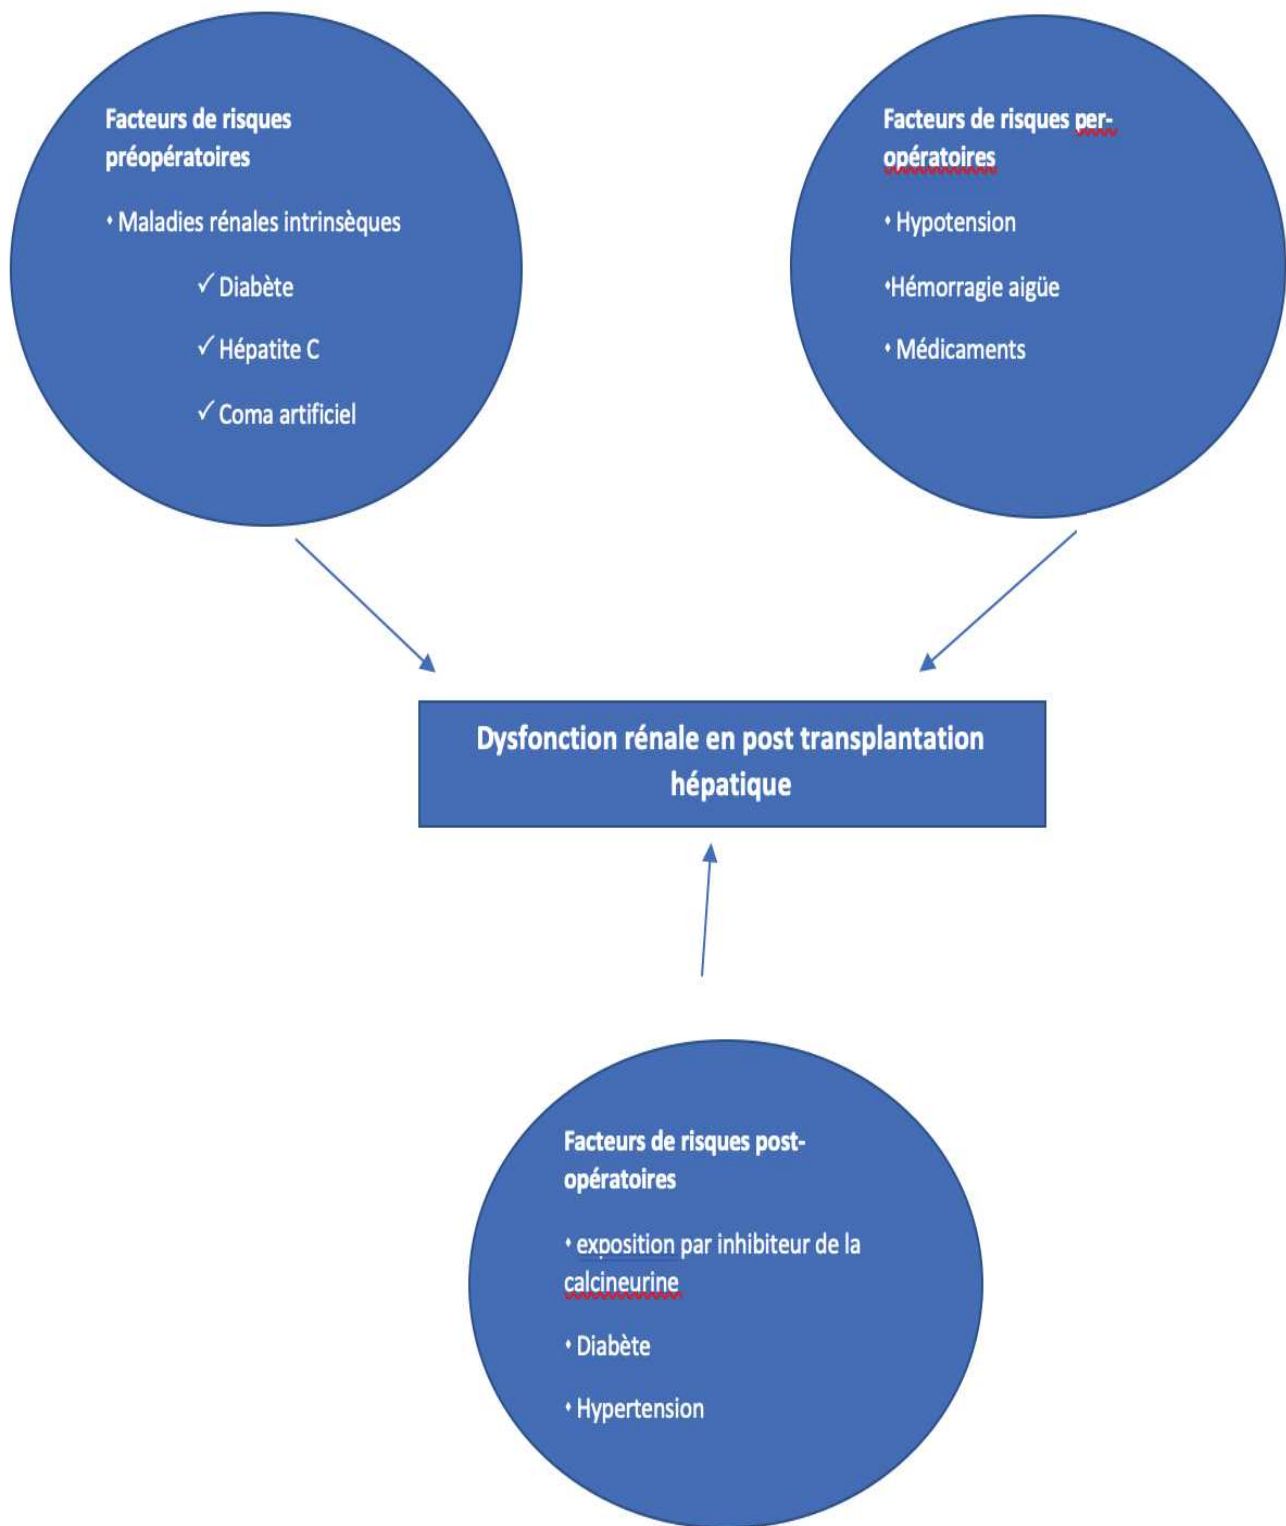 Facteurs de risques
préopératoires
• Maladies rénales intrinsèques
✓ Diabète
✓ Hépatite C
✓ Coma artificiel
Facteurs de risques per-
opératoires
• Hypotension
•Hémorragie aigüe
• Médicaments
Dysfonction rénale en post transplantation
hépatique
Facteurs de risques post-
opératoires
• exposition par inhibiteur de la
calcineurine
• Diabète
• Hypertension